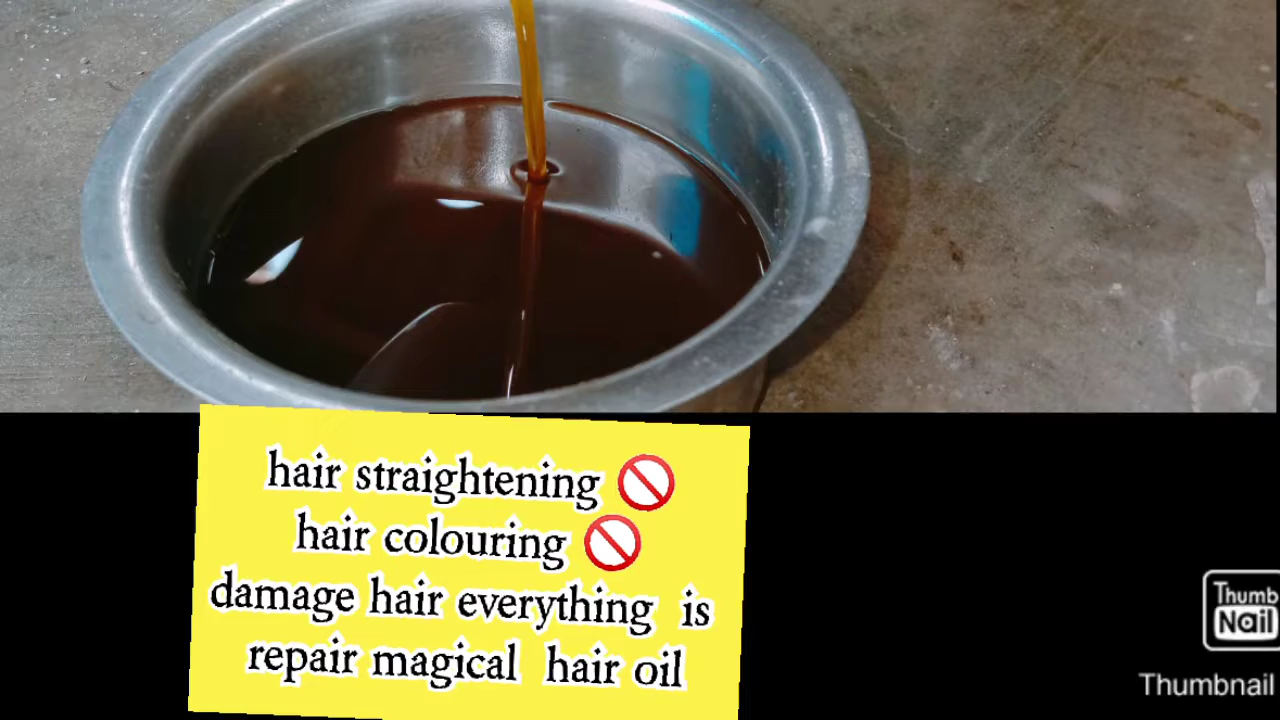 hair straightening 🚫
hair colouring 🚫
damage hair everything is
repair magical hair oil
Thumb
Nail
Thumbnail